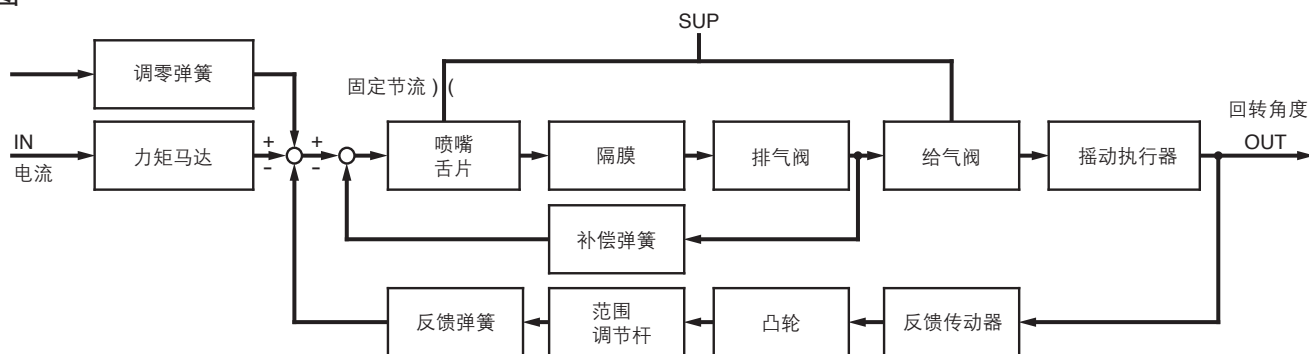 图
SUP
调零弹簧
固定节流 ) (
回转角度
IN
力矩马达
+
-
+
-
喷嘴
舌片
隔膜
排气阀
给气阀
摇动执行器
OUT
电流
补偿弹簧
反馈弹簧
范围
调节杆
凸轮
反馈传动器